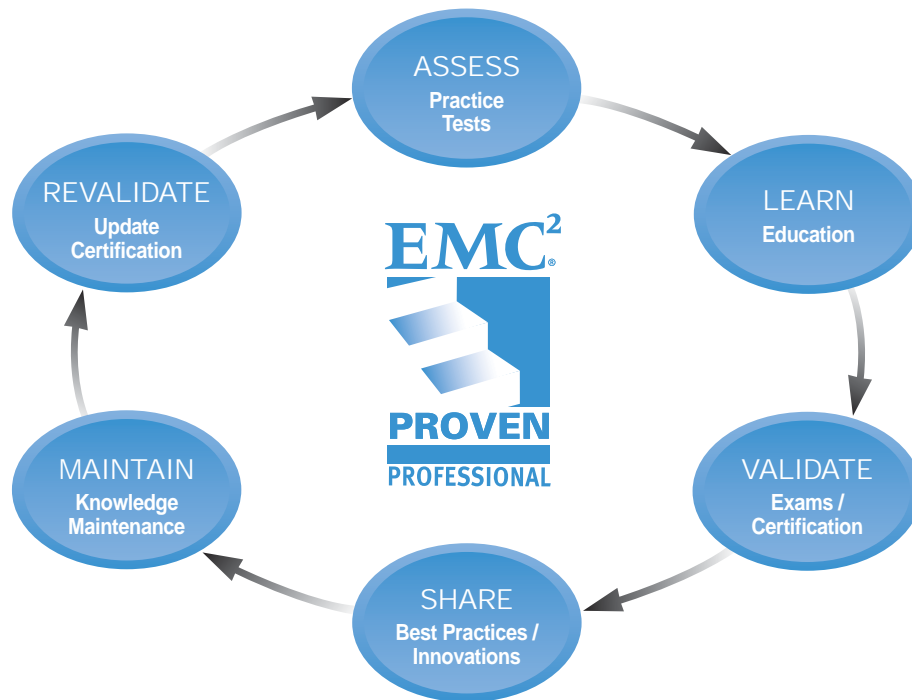 ASSESS
Practice
Tests
LEARN
Education
VALIDATE
Exams /
Certification
SHARE
Best Practices /
Innovations
MAINTAIN
Knowledge
Maintenance
REVALIDATE
Update
Certification
EMC²®
PROVEN
PROFESSIONAL